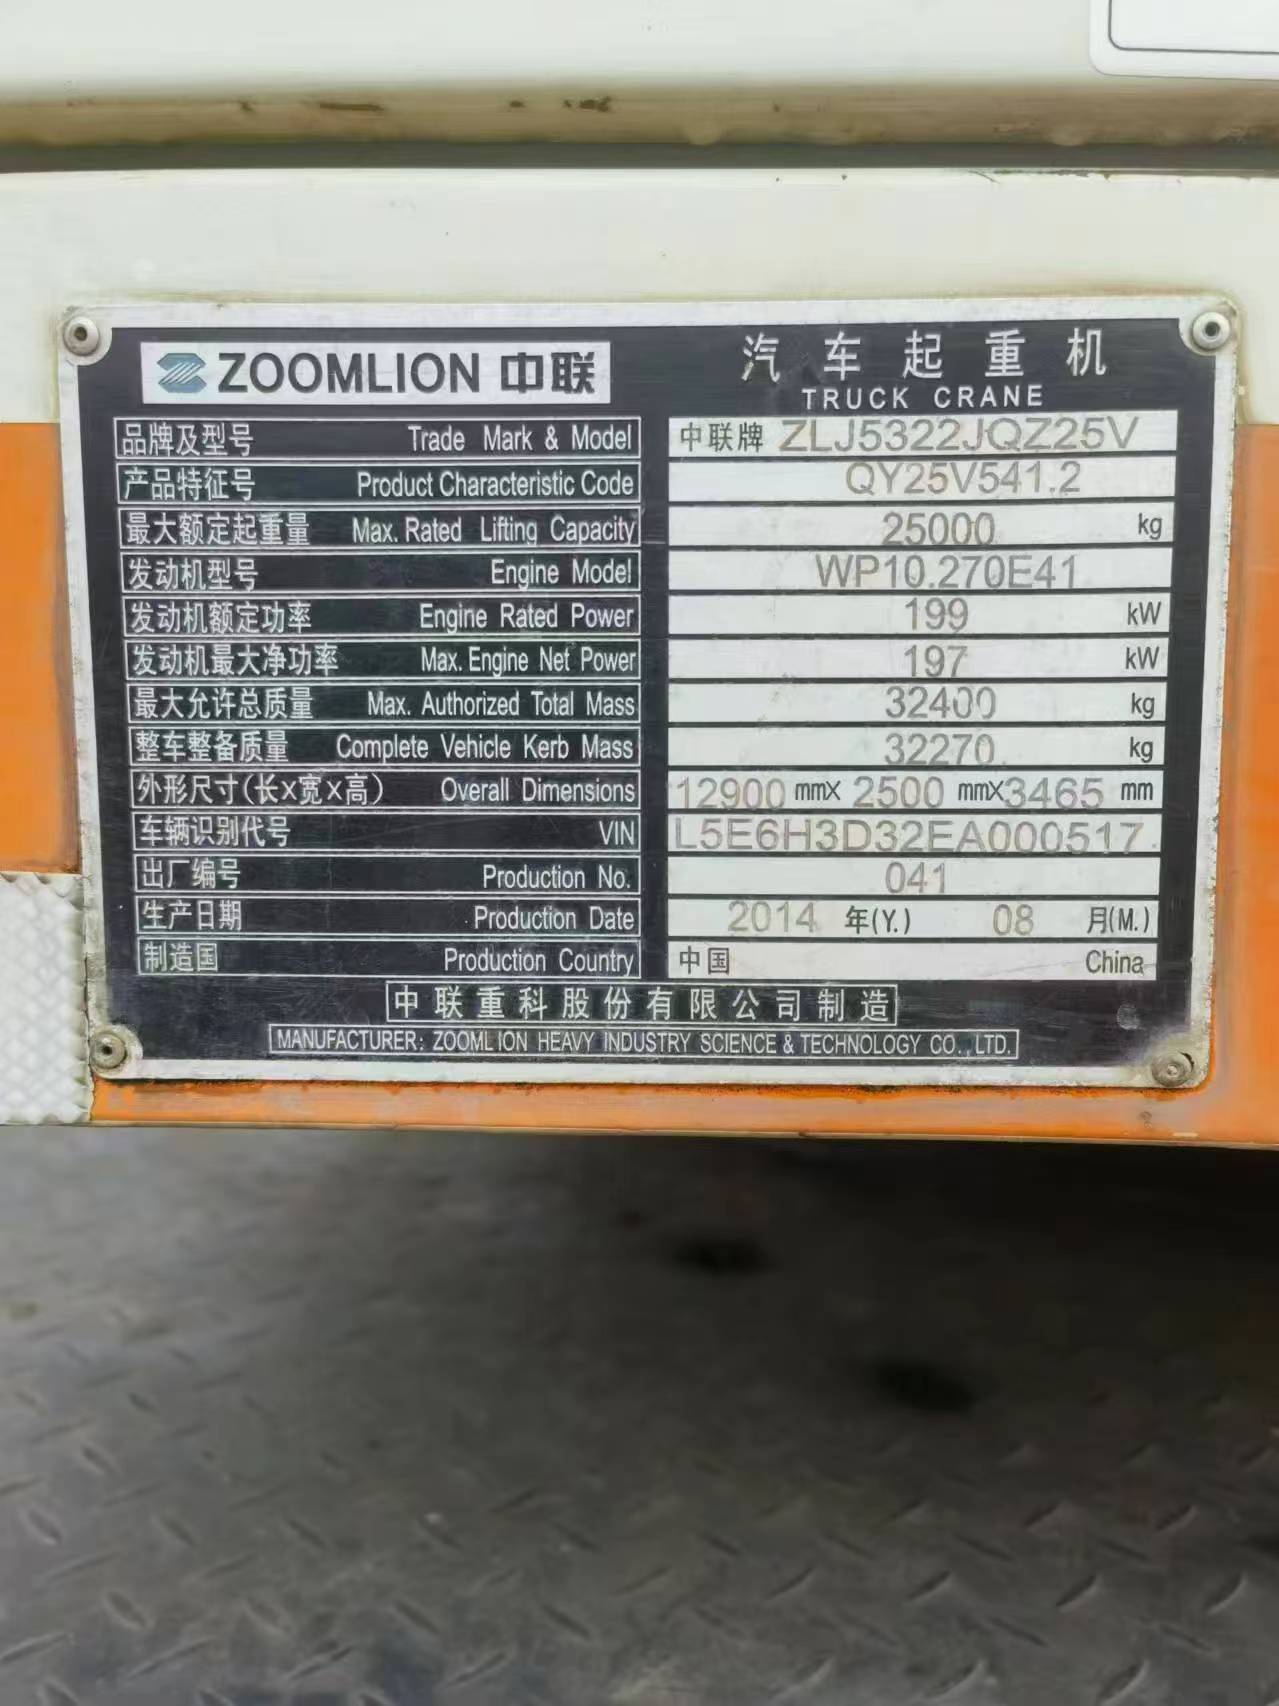 ZOOMLION 中联
汽车起重机
TRUCK CRANE
品牌及型号 Trade Mark & Model 中联牌 ZLJ5322JQZ25V
产品特征号 Product Characteristic Code QY25V541.2
最大额定起重量 Max. Rated Lifting Capacity 25000 kg
发动机型号 Engine Model WP10.270E41
发动机额定功率 Engine Rated Power 199 kW
发动机最大净功率 Max. Engine Net Power 197 kW
最大允许总质量 Max. Authorized Total Mass 32400 kg
整车整备质量 Complete Vehicle Kerb Mass 32270 kg
外形尺寸(长X宽X高) Overall Dimensions 12900 mmX 2500 mmX 3465 mm
车辆识别代号 VIN L5E6H3D32EA000517
出厂编号 Production No. 041
生产日期 Production Date 2014 年(Y.) 08 月(M.)
制造国 Production Country 中国 China
中联重科股份有限公司制造
MANUFACTURER: ZOOMLION HEAVY INDUSTRY SCIENCE & TECHNOLOGY CO., LTD.